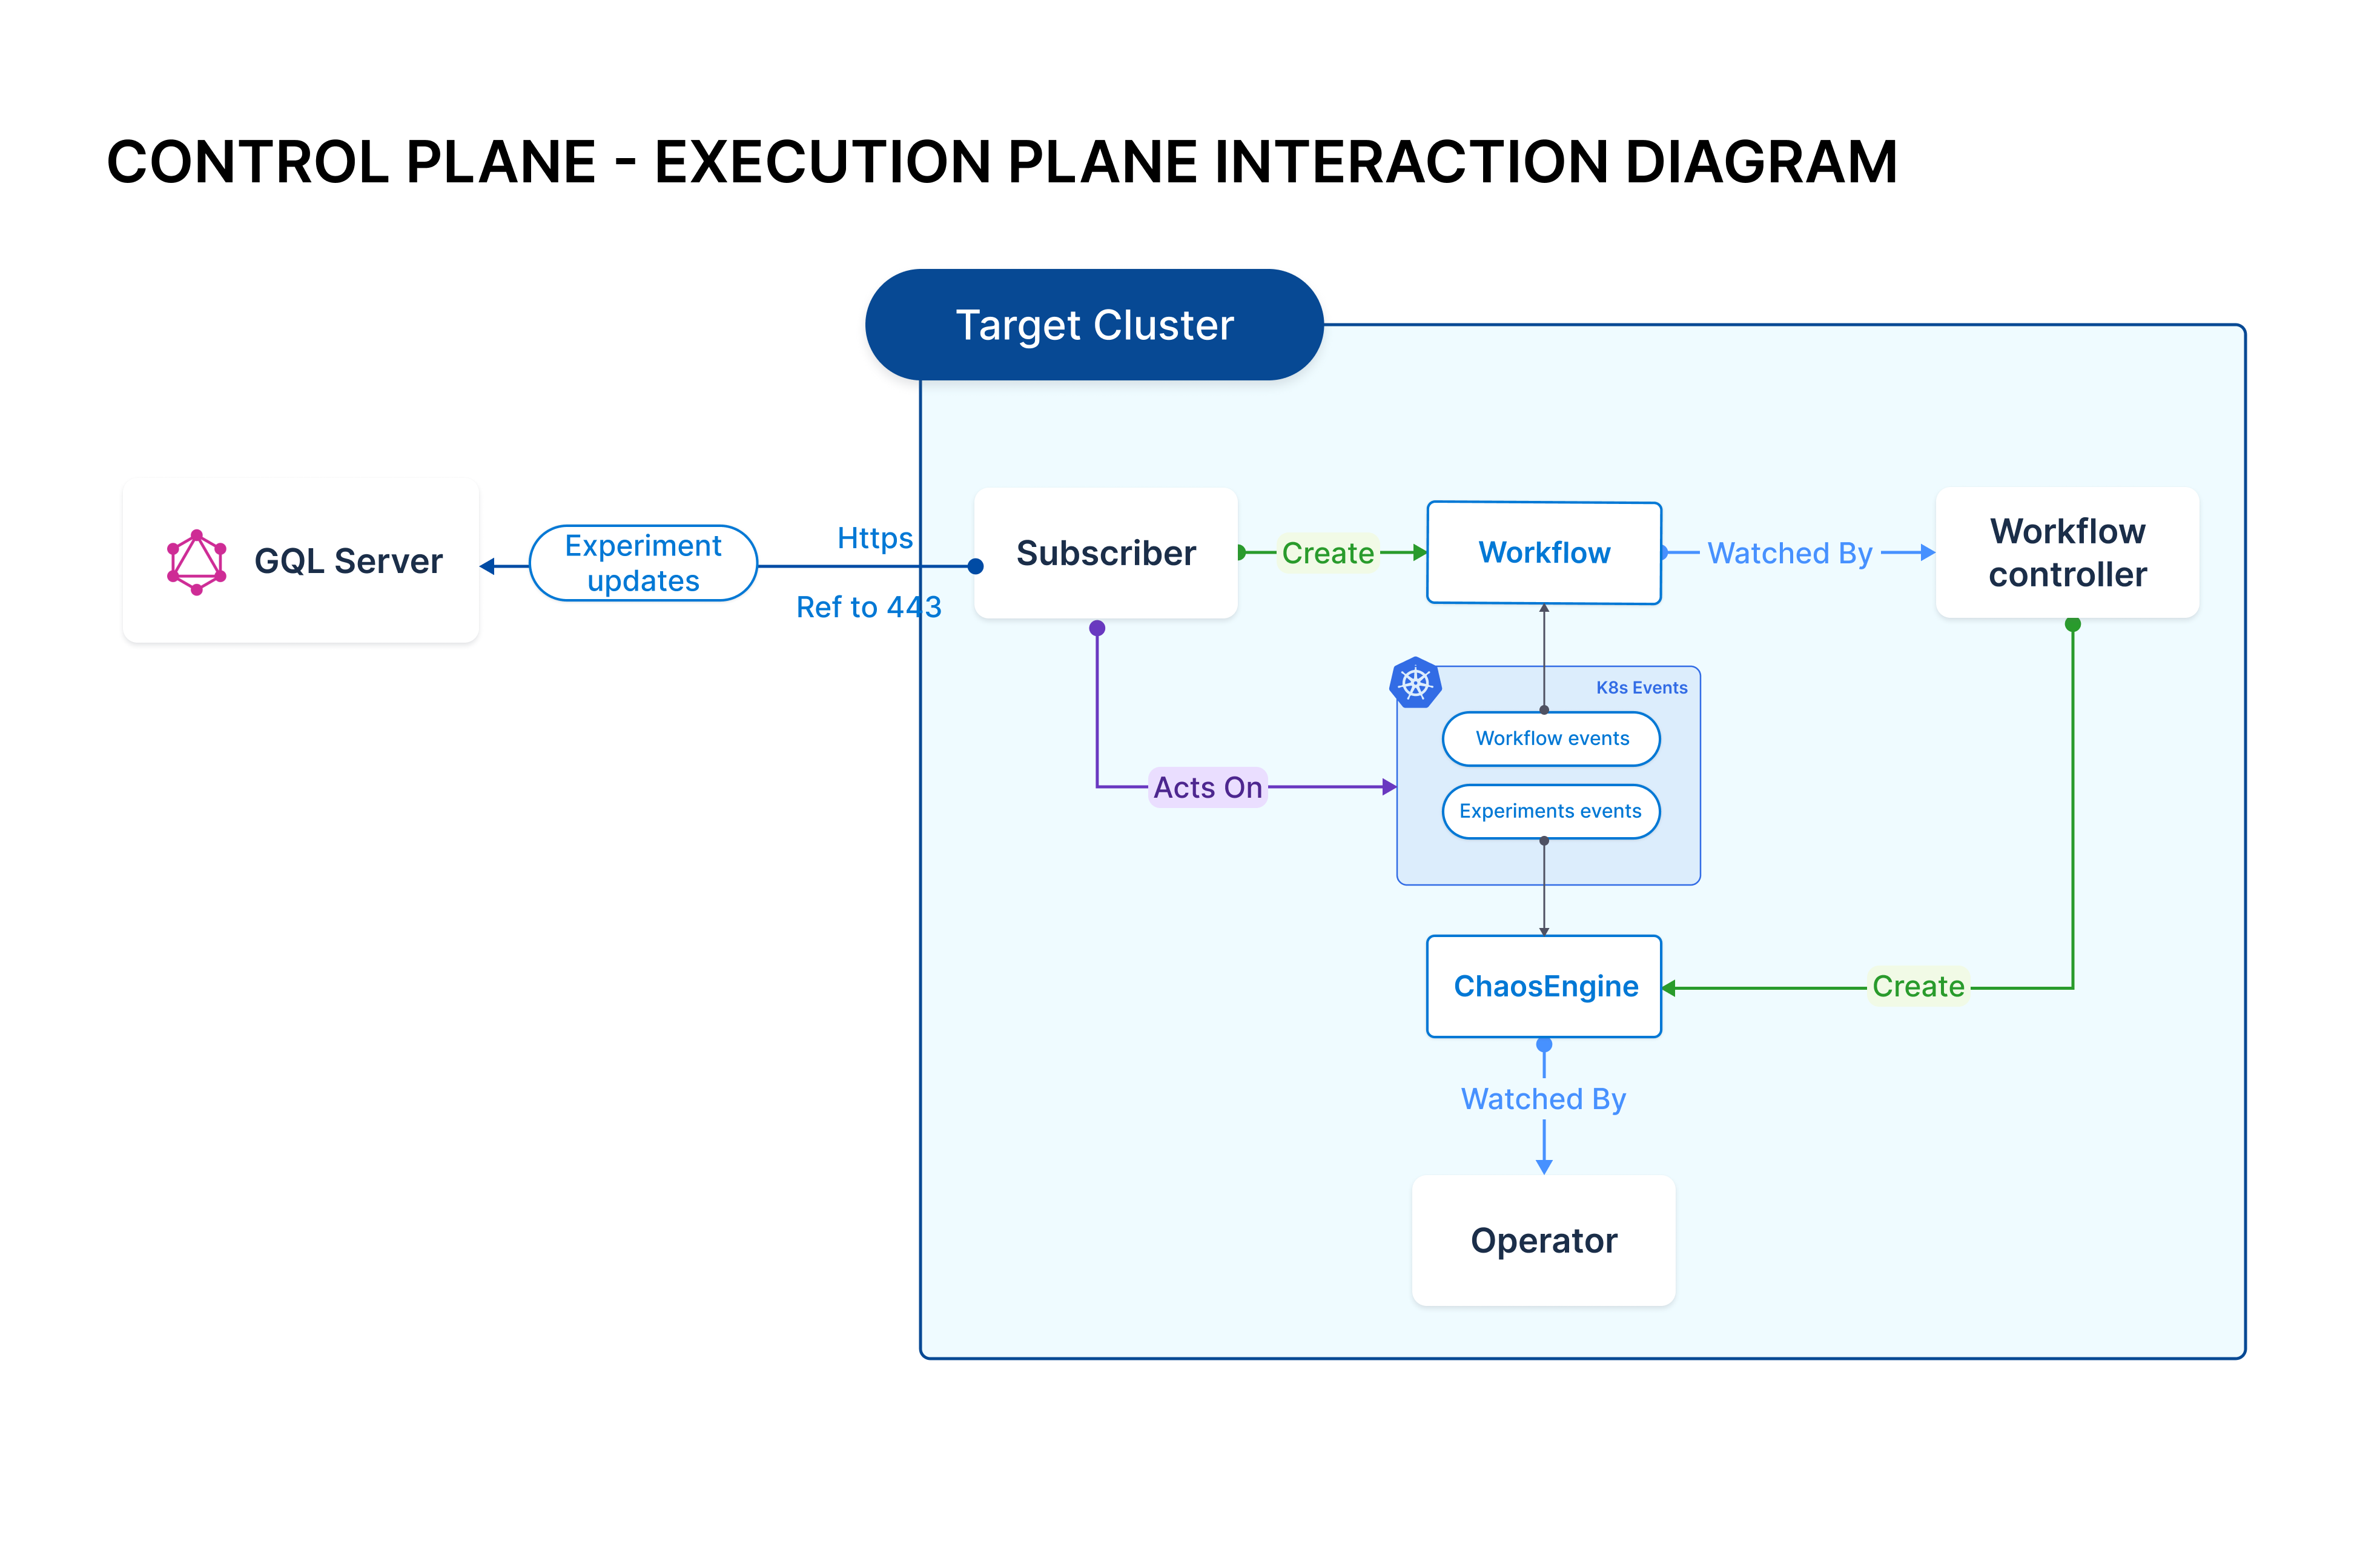 CONTROL PLANE - EXECUTION PLANE INTERACTION DIAGRAM
Target Cluster
GQL Server
Experiment
updates
Https
Ref to 443
Subscriber
Create
Workflow
Watched By
Workflow
controller
K8s Events
Workflow events
Experiments events
Acts On
ChaosEngine
Create
Watched By
Operator